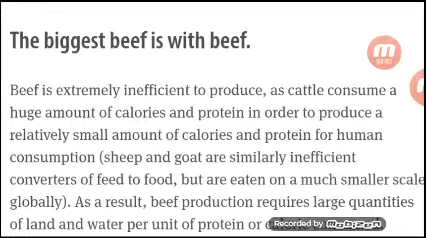 The biggest beef is with beef.
03:03
Beef is extremely inefficient to produce, as cattle consume a
huge amount of calories and protein in order to produce a
relatively small amount of calories and protein for human
consumption (sheep and goat are similarly inefficient
converters of feed to food, but are eaten on a much smaller scale
globally). As a result, beef production requires large quantities
of land and water per unit of protein or
Recorded by mobizen